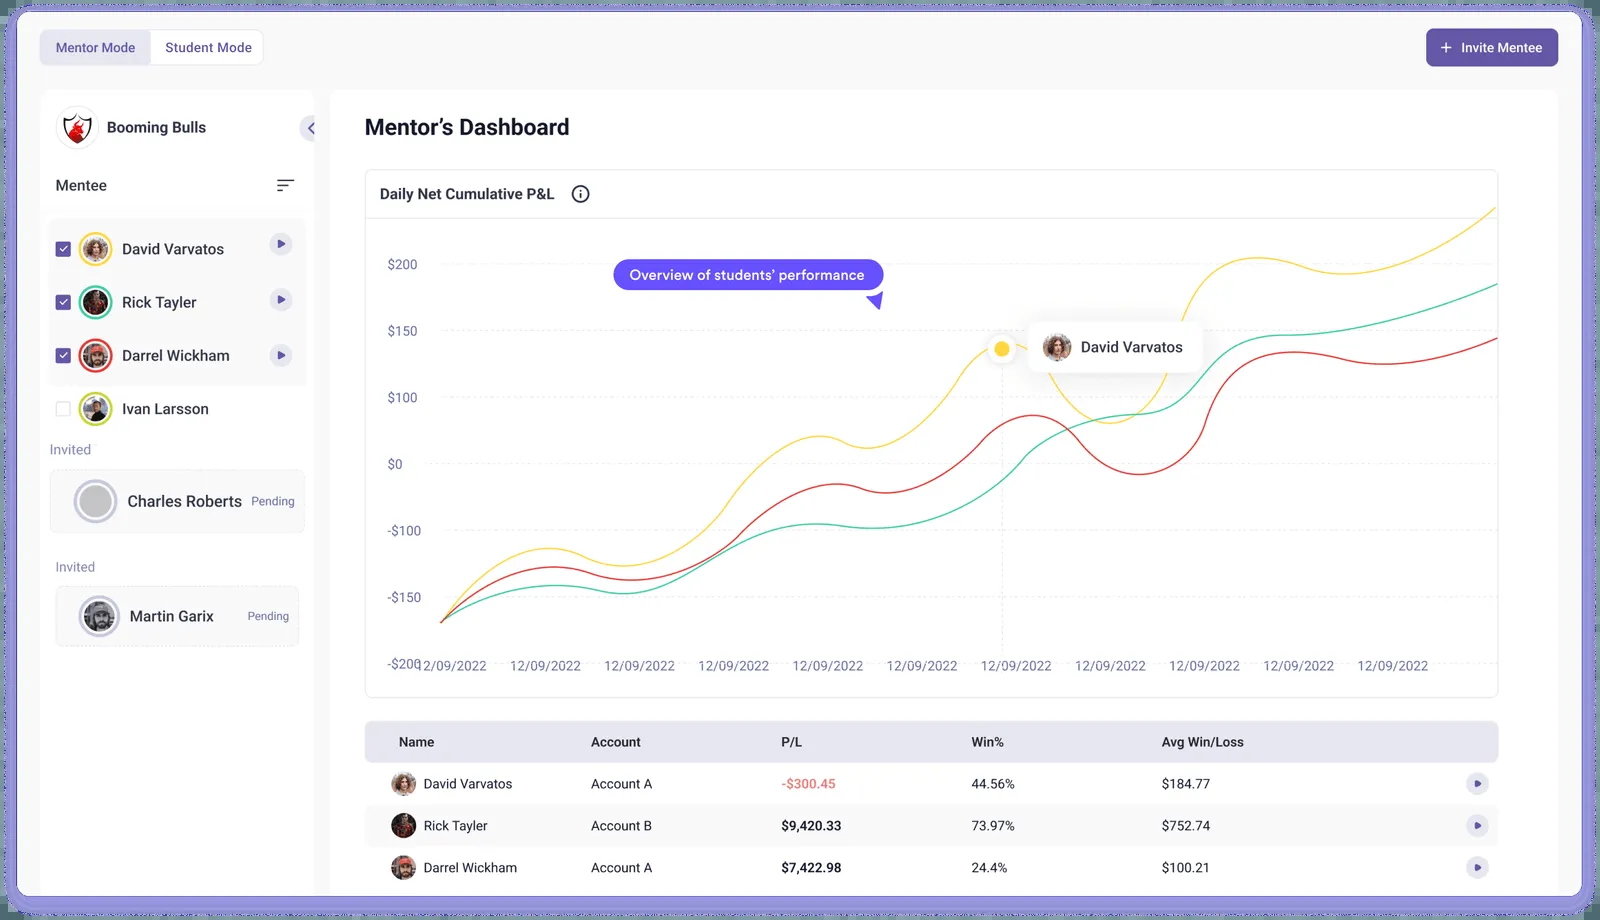 Mentor Mode
Student Mode
+ Invite Mentee
Booming Bulls
Mentee
David Varvatos
Rick Tayler
Darrel Wickham
Ivan Larsson
Invited
Charles Roberts Pending
Invited
Martin Garix Pending
Mentor’s Dashboard
Daily Net Cumulative P&L
$200
$150
$100
$0
-$100
-$150
-$200
Overview of students’ performance
David Varvatos
12/09/2022 12/09/2022 12/09/2022 12/09/2022 12/09/2022 12/09/2022 12/09/2022 12/09/2022 12/09/2022 12/09/2022 12/09/2022
Name Account P/L Win% Avg Win/Loss
David Varvatos Account A -$300.45 44.56% $184.77
Rick Tayler Account B $9,420.33 73.97% $752.74
Darrel Wickham Account A $7,422.98 24.4% $100.21